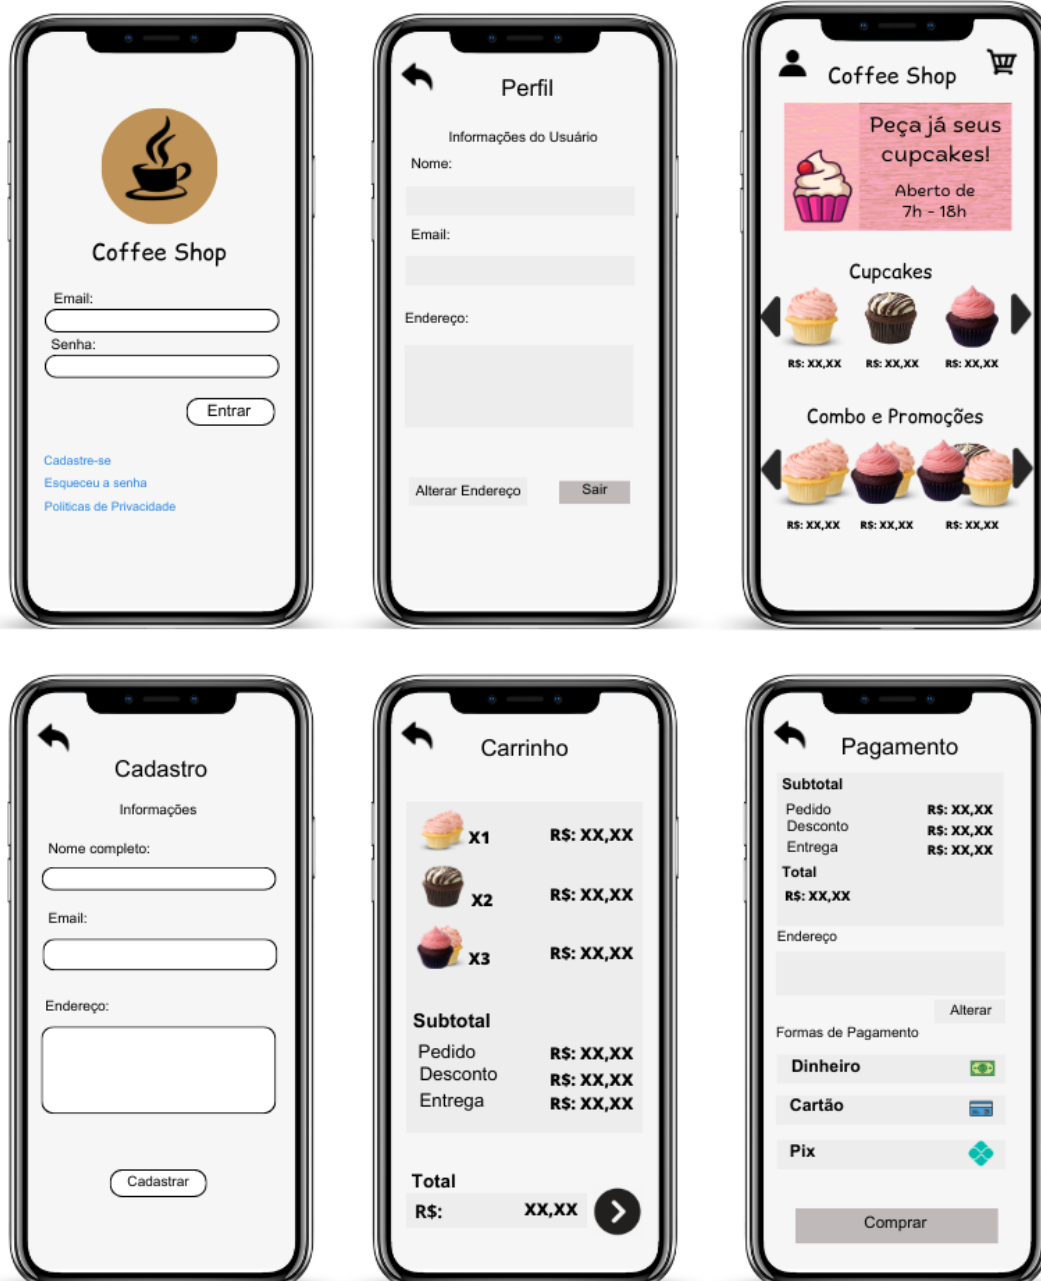 Coffee Shop
Email:
Senha:
Entrar
Cadastre-se
Esqueceu a senha
Politicas de Privacidade
Perfil
Informações do Usuário
Nome:
Email:
Endereço:
Alterar Endereço
Sair
Coffee Shop
Peça já seus
cupcakes!
Aberto de
7h - 18h
Cupcakes
R$: XX,XX R$: XX,XX R$: XX,XX
Combo e Promoções
R$: XX,XX R$: XX,XX R$: XX,XX
Cadastro
Informações
Nome completo:
Email:
Endereço:
Cadastrar
Carrinho
X1 R$: XX,XX
X2 R$: XX,XX
X3 R$: XX,XX
Subtotal
Pedido R$: XX,XX
Desconto R$: XX,XX
Entrega R$: XX,XX
Total
R$: XX,XX
Pagamento
Subtotal
Pedido R$: XX,XX
Desconto R$: XX,XX
Entrega R$: XX,XX
Total
R$: XX,XX
Endereço
Alterar
Formas de Pagamento
Dinheiro
Cartão
Pix
Comprar